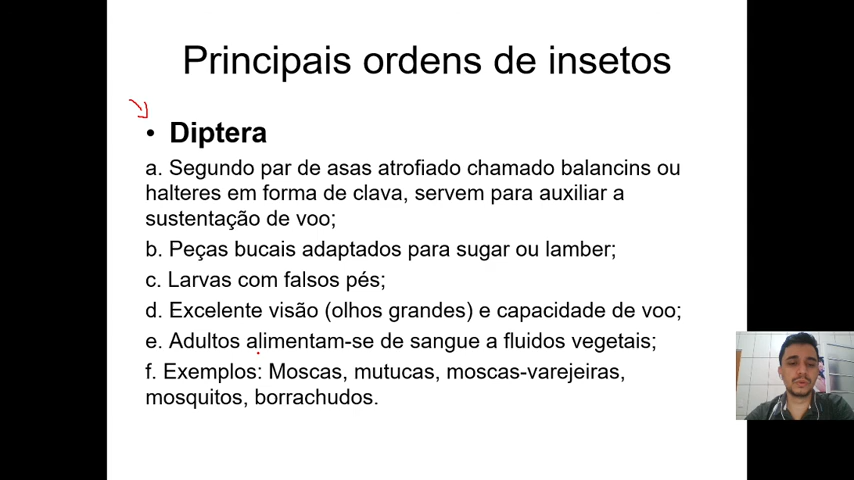 Principais ordens de insetos
• Diptera
a. Segundo par de asas atrofiado chamado balancins ou
halteres em forma de clava, servem para auxiliar a
sustentação de voo;
b. Peças bucais adaptados para sugar ou lamber;
c. Larvas com falsos pés;
d. Excelente visão (olhos grandes) e capacidade de voo;
e. Adultos alimentam-se de sangue a fluidos vegetais;
f. Exemplos: Moscas, mutucas, moscas-varejeiras,
mosquitos, borrachudos.